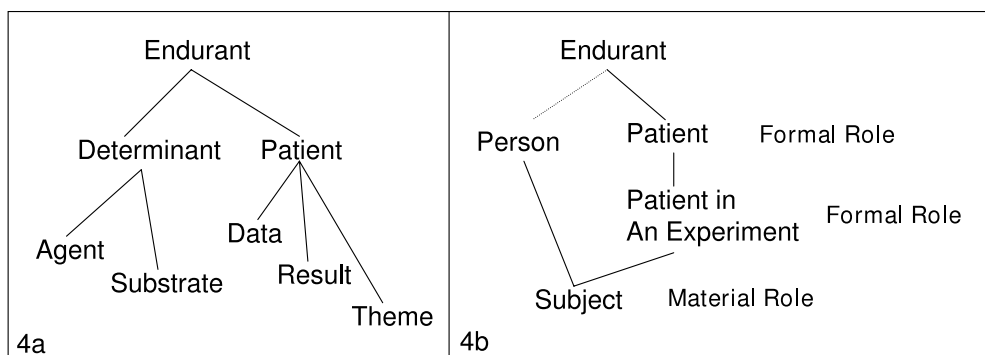 Endurant
Determinant
Patient
Agent
Substrate
Data
Result
Theme
4a
Endurant
Person
Patient
Formal Role
Patient in
An Experiment
Formal Role
Subject
Material Role
4b